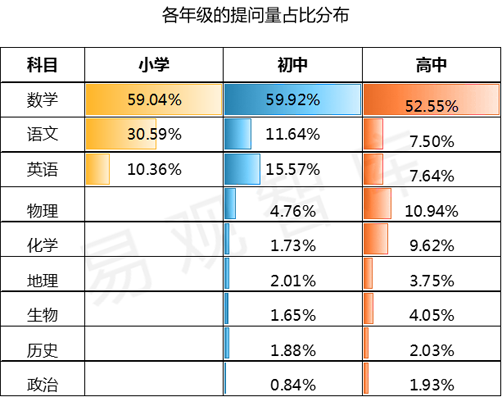 各年级的提问量占比分布
科目 小学 初中 高中
数学 59.04% 59.92% 52.55%
语文 30.59% 11.64% 7.50%
英语 10.36% 15.57% 7.64%
物理 4.76% 10.94%
化学 1.73% 9.62%
地理 2.01% 3.75%
生物 1.65% 4.05%
历史 1.88% 2.03%
政治 0.84% 1.93%
易观智库